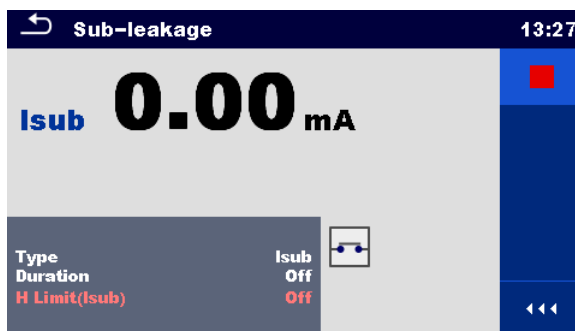 Sub-leakage 13:27
Isub 0.00 mA
Type Isub
Duration Off
H Limit(Isub) Off